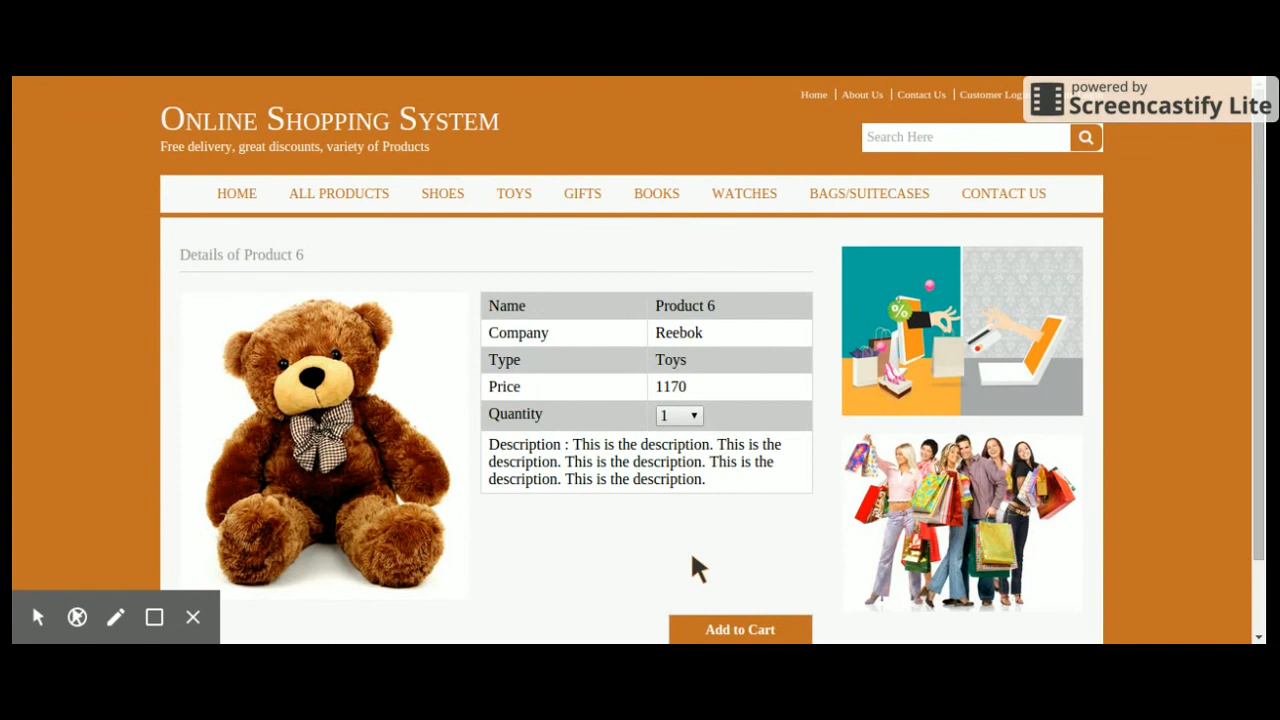 powered by
Screencastify Lite
Home About Us Contact Us Customer
ONLINE SHOPPING SYSTEM
Free delivery, great discounts, variety of Products
Search Here
HOME ALL PRODUCTS SHOES TOYS GIFTS BOOKS WATCHES BAGS/SUITECASES CONTACT US
Details of Product 6
Name Product 6
Company Reebok
Type Toys
Price 1170
Quantity 1
Description : This is the description. This is the
description. This is the description. This is the
description. This is the description.
%
Add to Cart